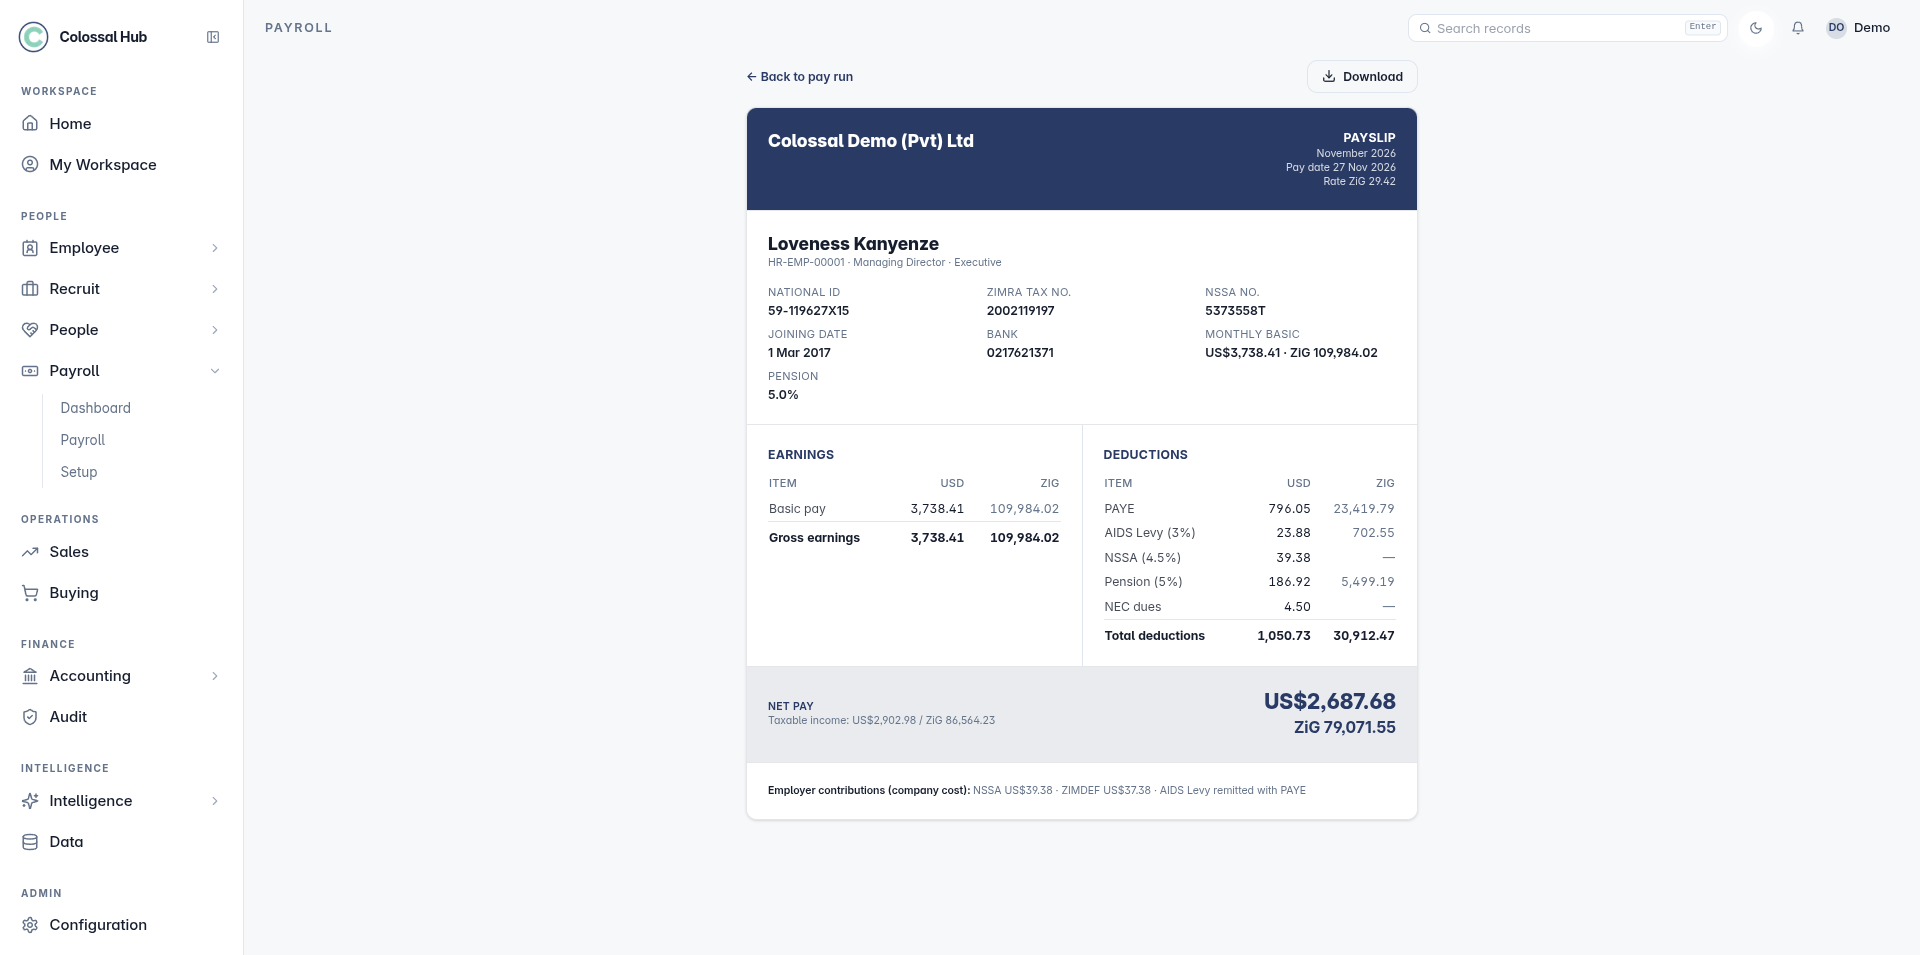 Colossal Hub
PAYROLL
Search records
Enter
DO
Demo
WORKSPACE
Home
My Workspace
PEOPLE
Employee
Recruit
People
Payroll
Dashboard
Payroll
Setup
OPERATIONS
Sales
Buying
FINANCE
Accounting
Audit
INTELLIGENCE
Intelligence
Data
ADMIN
Configuration
← Back to pay run
Download
Colossal Demo (Pvt) Ltd
PAYSLIP
November 2026
Pay date 27 Nov 2026
Rate ZiG 29.42
Loveness Kanyenze
HR-EMP-00001 · Managing Director · Executive
NATIONAL ID
59-119627X15
ZIMRA TAX NO.
2002119197
NSSA NO.
5373558T
JOINING DATE
1 Mar 2017
BANK
0217621371
MONTHLY BASIC
US$3,738.41 · ZiG 109,984.02
PENSION
5.0%
EARNINGS
ITEM USD ZIG
Basic pay 3,738.41 109,984.02
Gross earnings 3,738.41 109,984.02
DEDUCTIONS
ITEM USD ZIG
PAYE 796.05 23,419.79
AIDS Levy (3%) 23.88 702.55
NSSA (4.5%) 39.38 —
Pension (5%) 186.92 5,499.19
NEC dues 4.50 —
Total deductions 1,050.73 30,912.47
NET PAY
Taxable income: US$2,902.98 / ZiG 86,564.23
US$2,687.68
ZiG 79,071.55
Employer contributions (company cost): NSSA US$39.38 · ZIMDEF US$37.38 · AIDS Levy remitted with PAYE